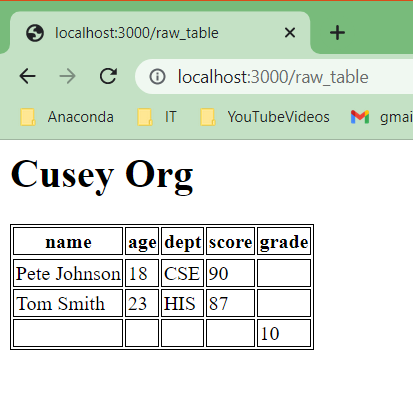 localhost:3000/raw_table
localhost:3000/raw_table
Anaconda IT YouTubeVideos gmai
Cusey Org
name age dept score grade
Pete Johnson 18 CSE 90
Tom Smith 23 HIS 87
10